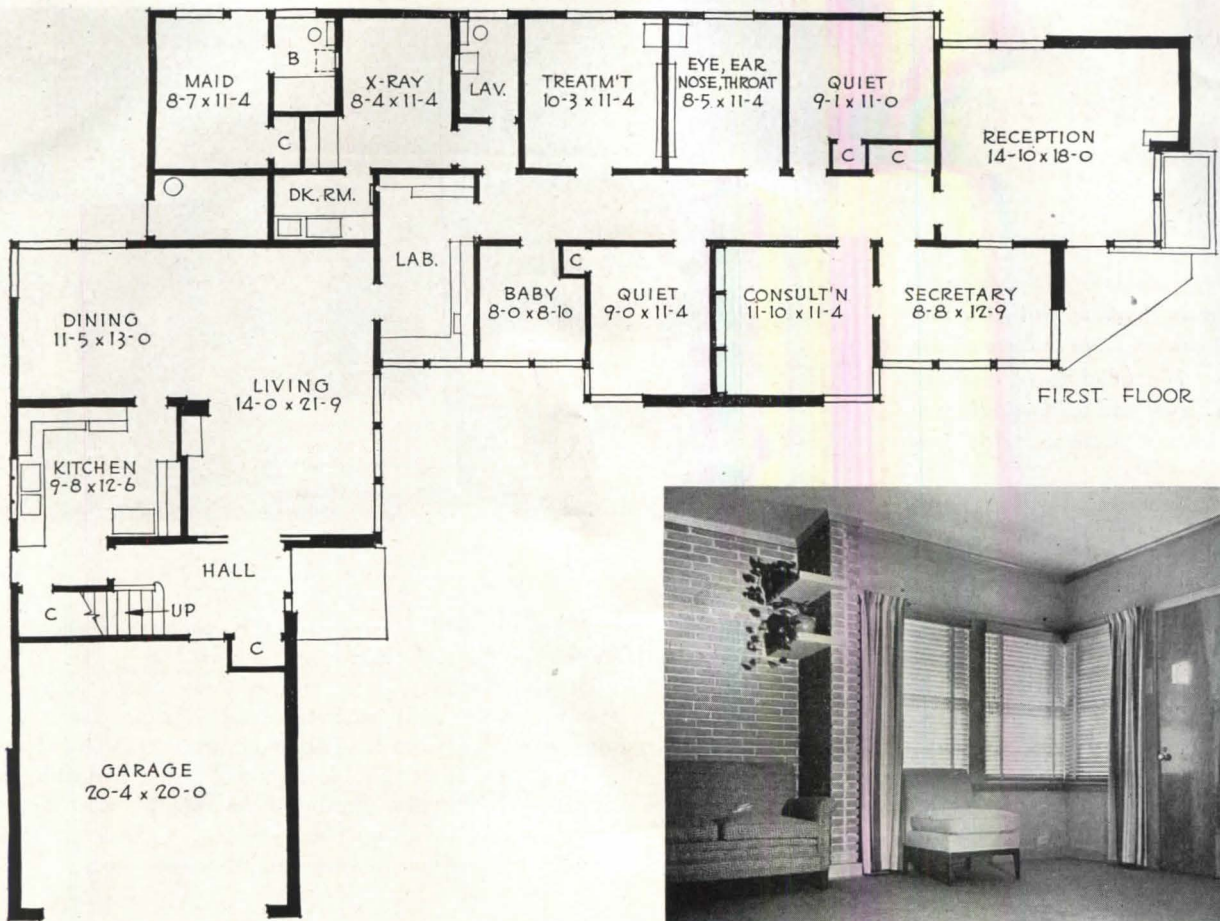 MAID
8-7 x 11-4
B
X-RAY
8-4 x 11-4
LAV.
TREATM'T
10-3 x 11-4
EYE, EAR
NOSE, THROAT
8-5 x 11-4
QUIET
9-1 x 11-0
RECEPTION
14-10 x 18-0
C
C
C
DK. RM.
LAB.
C
BABY
8-0 x 8-10
QUIET
9-0 x 11-4
CONSULT'N
11-10 x 11-4
SECRETARY
8-8 x 12-9
DINING
11-5 x 13-0
LIVING
14-0 x 21-9
FIRST FLOOR
KITCHEN
9-8 x 12-6
HALL
C
UP
C
GARAGE
20-4 x 20-0